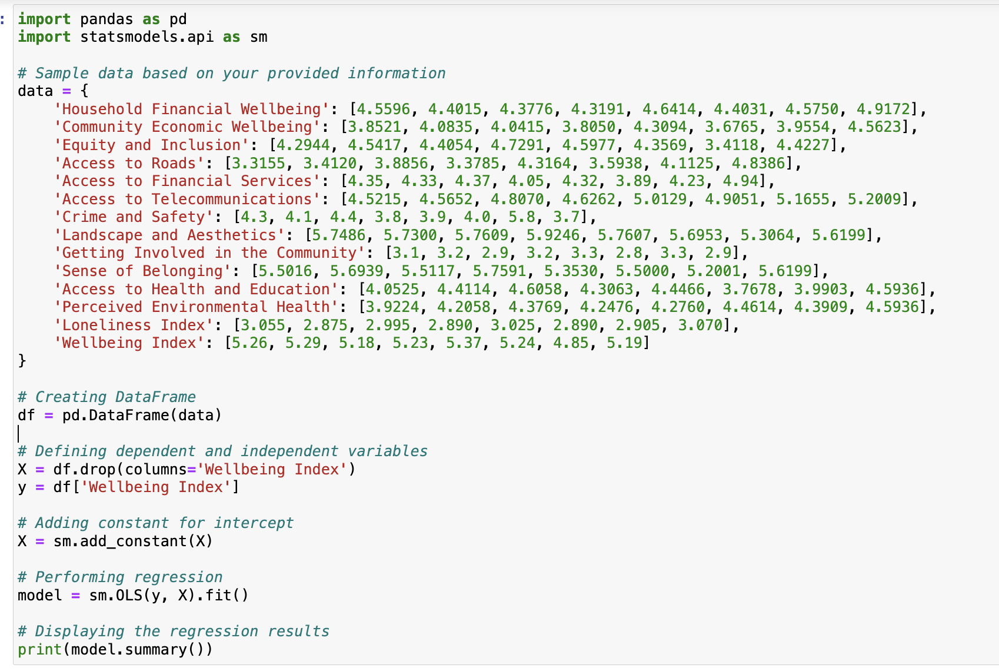 : import pandas as pd
import statsmodels.api as sm
# Sample data based on your provided information
data = {
    'Household Financial Wellbeing': [4.5596, 4.4015, 4.3776, 4.3191, 4.6414, 4.4031, 4.5750, 4.9172],
    'Community Economic Wellbeing': [3.8521, 4.0835, 4.0415, 3.8050, 4.3094, 3.6765, 3.9554, 4.5623],
    'Equity and Inclusion': [4.2944, 4.5417, 4.4054, 4.7291, 4.5977, 4.3569, 3.4118, 4.4227],
    'Access to Roads': [3.3155, 3.4120, 3.8856, 3.3785, 4.3164, 3.5938, 4.1125, 4.8386],
    'Access to Financial Services': [4.35, 4.33, 4.37, 4.05, 4.32, 3.89, 4.23, 4.94],
    'Access to Telecommunications': [4.5215, 4.5652, 4.8070, 4.6262, 5.0129, 4.9051, 5.1655, 5.2009],
    'Crime and Safety': [4.3, 4.1, 4.4, 3.8, 3.9, 4.0, 5.8, 3.7],
    'Landscape and Aesthetics': [5.7486, 5.7300, 5.7609, 5.9246, 5.7607, 5.6953, 5.3064, 5.6199],
    'Getting Involved in the Community': [3.1, 3.2, 2.9, 3.2, 3.3, 2.8, 3.3, 2.9],
    'Sense of Belonging': [5.5016, 5.6939, 5.5117, 5.7591, 5.3530, 5.5000, 5.2001, 5.6199],
    'Access to Health and Education': [4.0525, 4.4114, 4.6058, 4.3063, 4.4466, 3.7678, 3.9903, 4.5936],
    'Perceived Environmental Health': [3.9224, 4.2058, 4.3769, 4.2476, 4.2760, 4.4614, 4.3909, 4.5936],
    'Loneliness Index': [3.055, 2.875, 2.995, 2.890, 3.025, 2.890, 2.905, 3.070],
    'Wellbeing Index': [5.26, 5.29, 5.18, 5.23, 5.37, 5.24, 4.85, 5.19]
}
# Creating DataFrame
df = pd.DataFrame(data)
# Defining dependent and independent variables
X = df.drop(columns='Wellbeing Index')
y = df['Wellbeing Index']
# Adding constant for intercept
X = sm.add_constant(X)
# Performing regression
model = sm.OLS(y, X).fit()
# Displaying the regression results
print(model.summary())